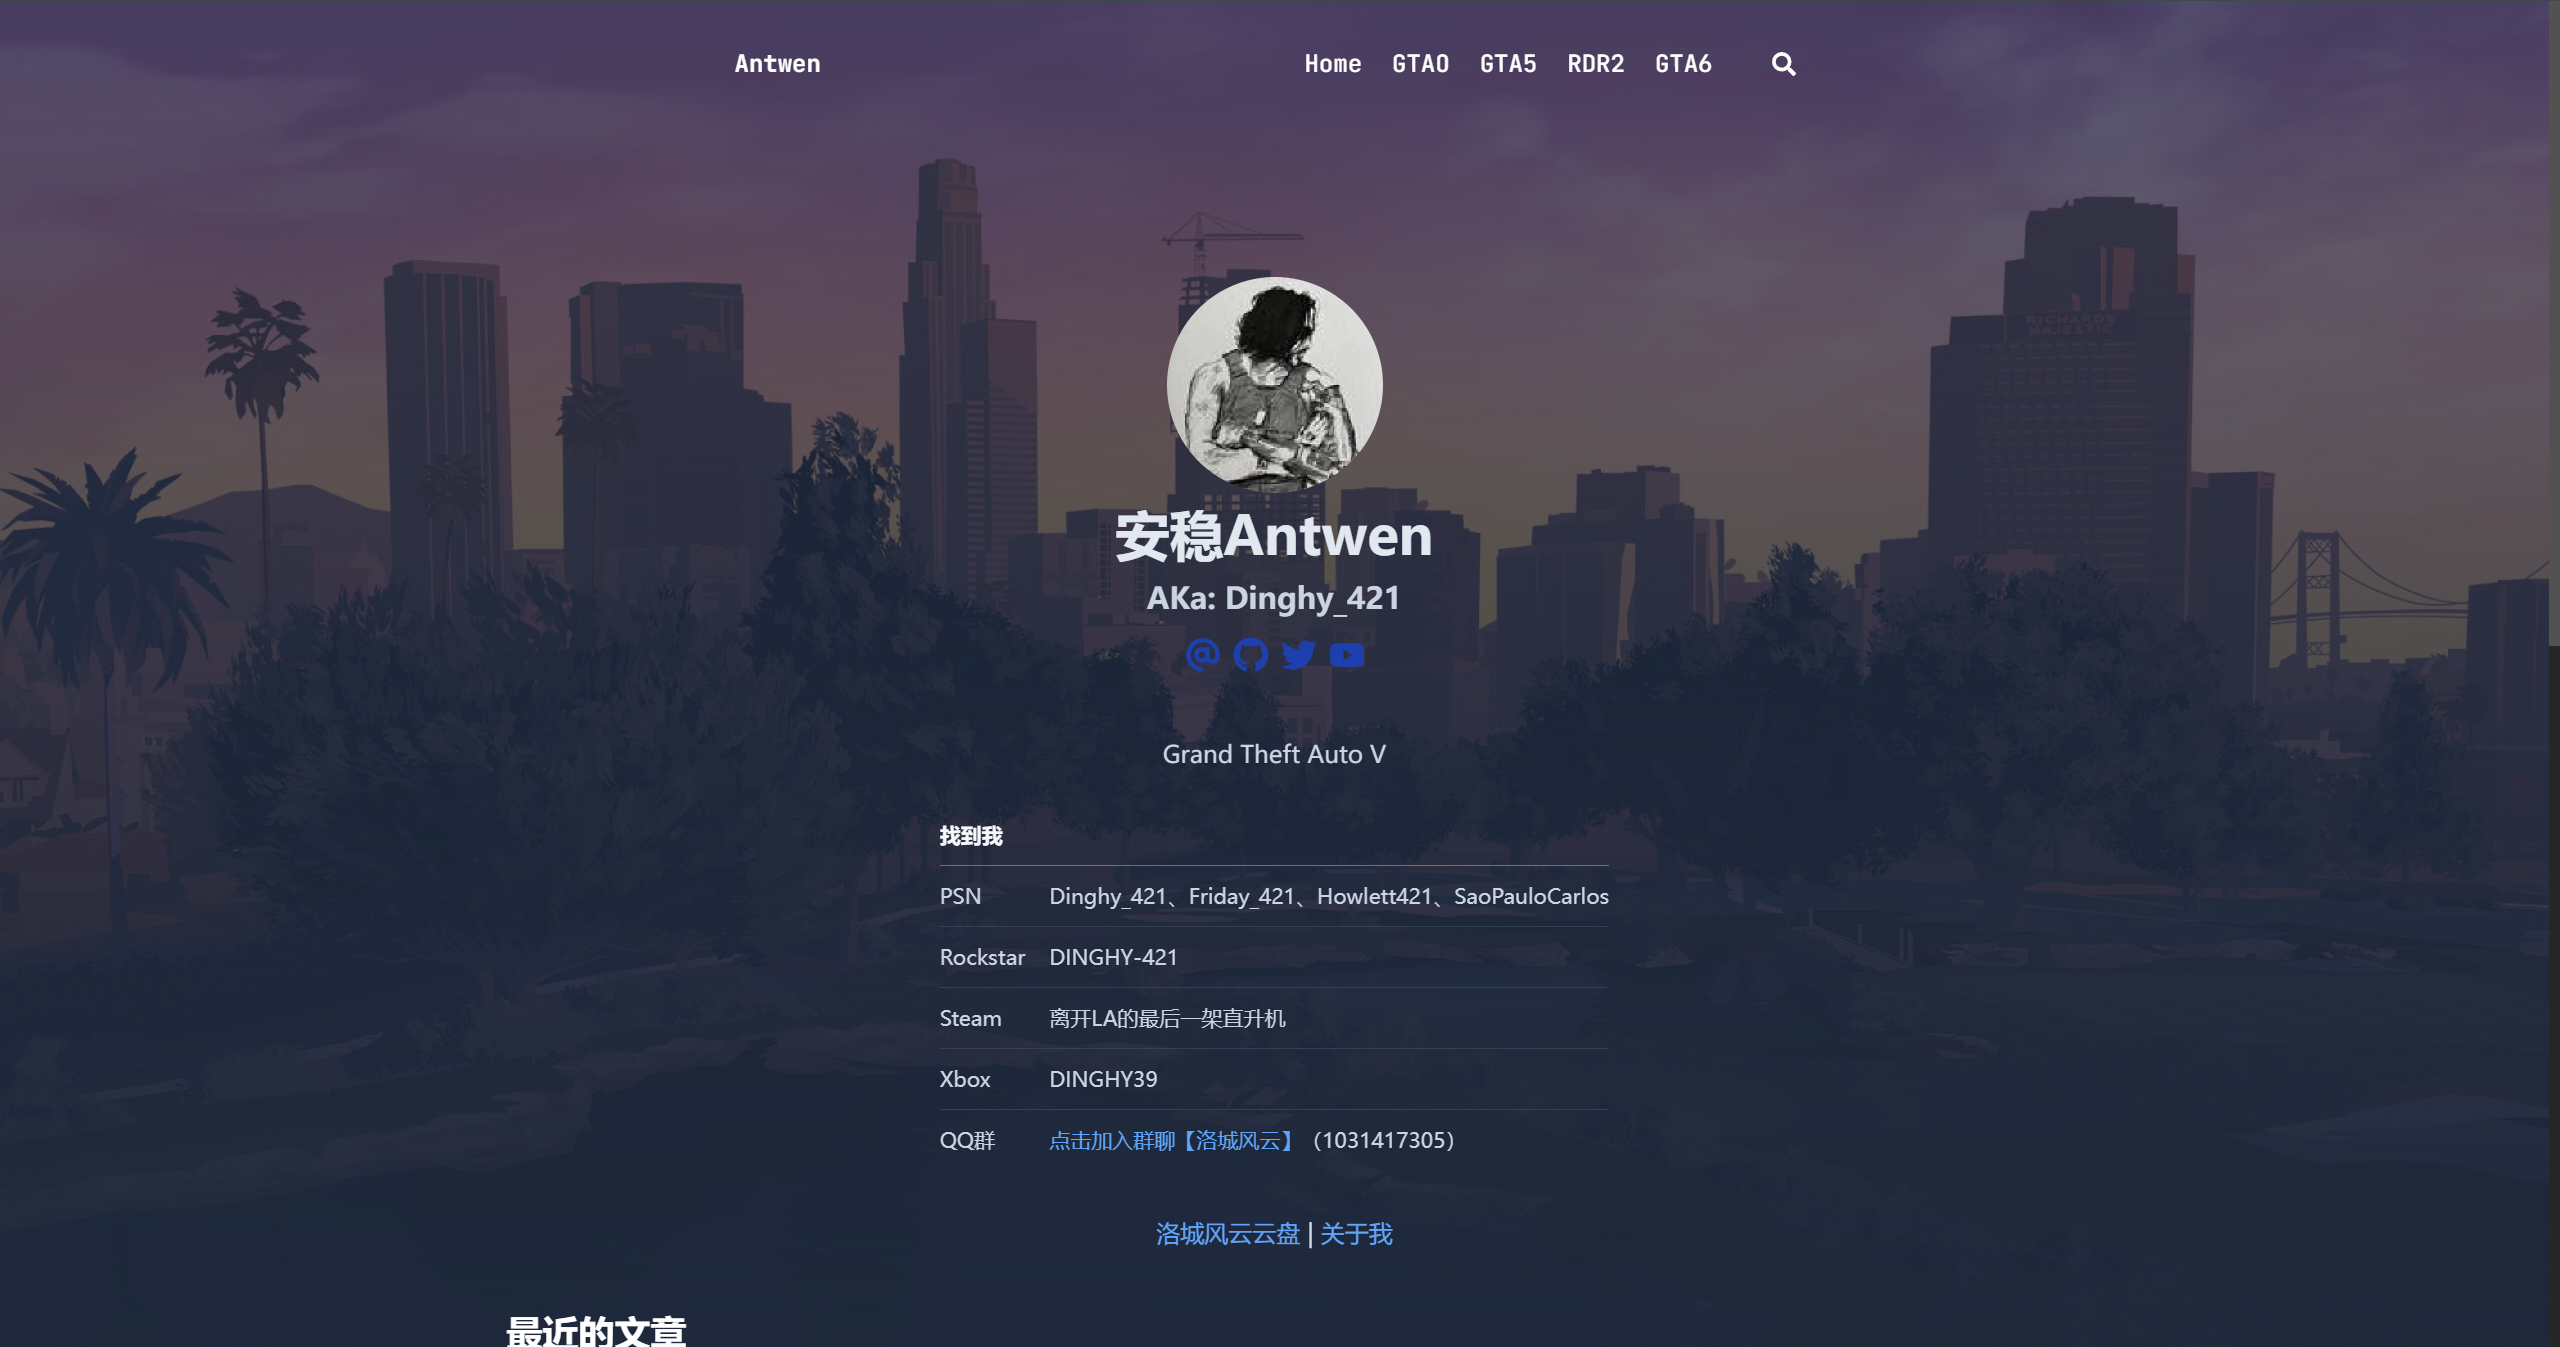 Antwen Home GTAO GTA5 RDR2 GTA6
RICHARDS
MAJESTIC
安稳Antwen
AKa: Dinghy_421
Grand Theft Auto V
找到我
PSN Dinghy_421、Friday_421、Howlett421、SaoPauloCarlos
Rockstar DINGHY-421
Steam 离开LA的最后一架直升机
Xbox DINGHY39
QQ群 点击加入群聊【洛城风云】（1031417305）
洛城风云云盘 | 关于我
最近的文章